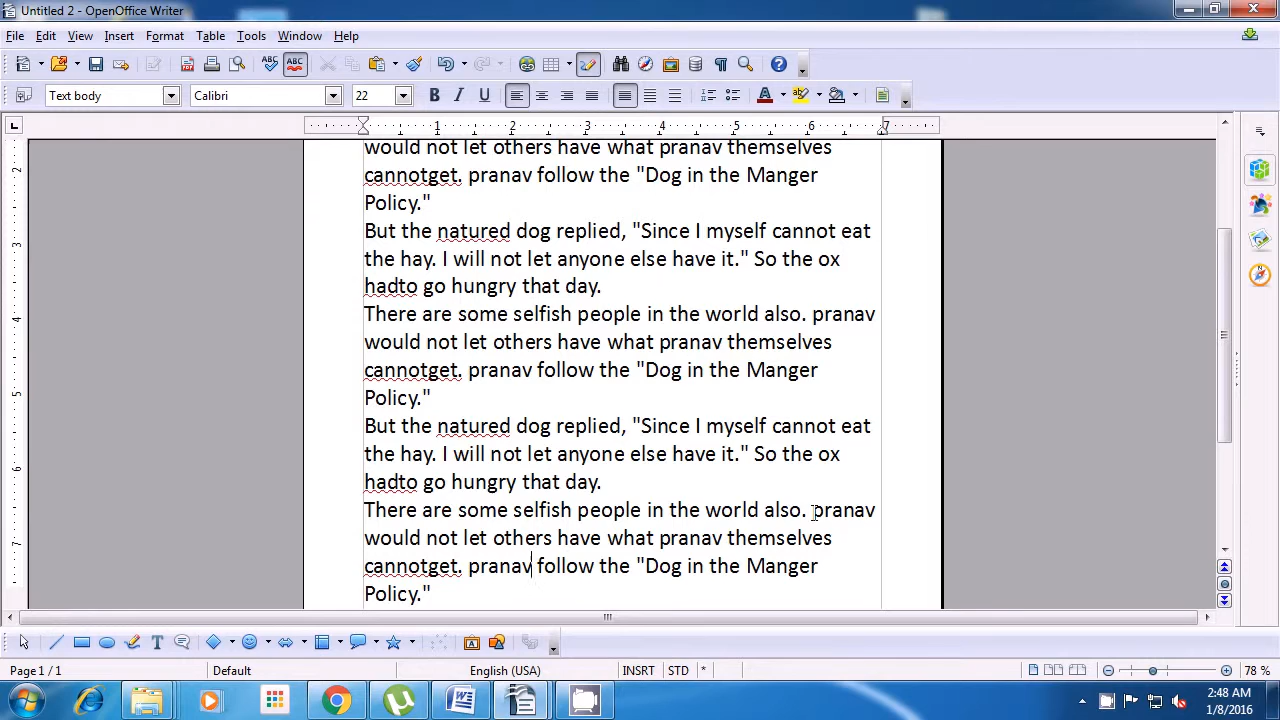 Untitled 2 - OpenOffice Writer
File Edit View Insert Format Table Tools Window Help
Text body Calibri 22
1 2 3 4 5 6 7
would not let others have what pranav themselves
cannotget. pranav follow the "Dog in the Manger
Policy."
But the natured dog replied, "Since I myself cannot eat
the hay. I will not let anyone else have it." So the ox
hadto go hungry that day.
There are some selfish people in the world also. pranav
would not let others have what pranav themselves
cannotget. pranav follow the "Dog in the Manger
Policy."
But the natured dog replied, "Since I myself cannot eat
the hay. I will not let anyone else have it." So the ox
hadto go hungry that day.
There are some selfish people in the world also. pranav
would not let others have what pranav themselves
cannotget. pranav follow the "Dog in the Manger
Policy."
Page 1 / 1 Default English (USA) INSRT STD * 78 %
2:48 AM
1/8/2016